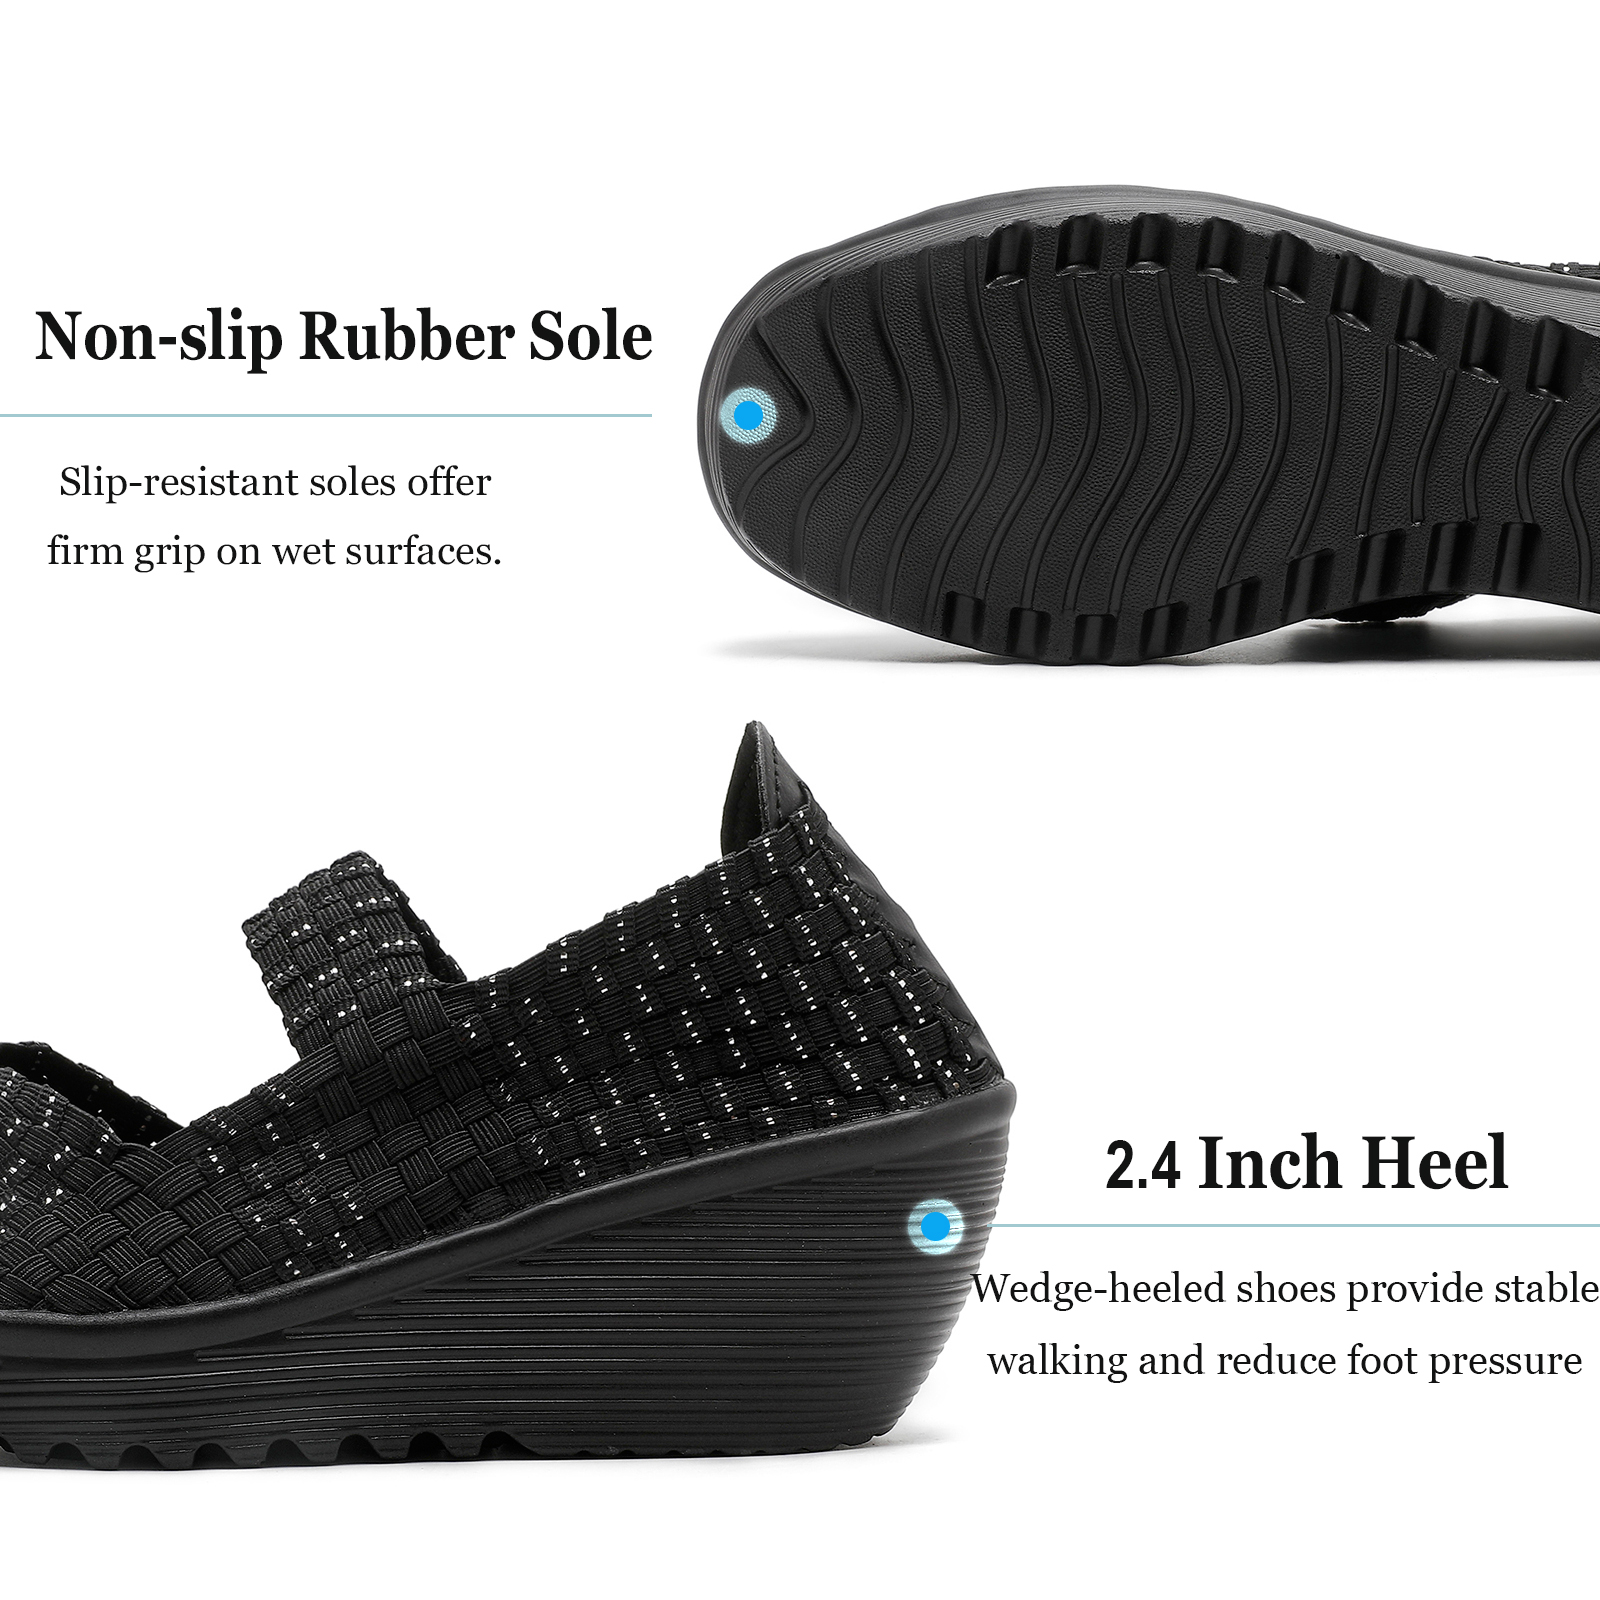 Non-slip Rubber Sole
Slip-resistant soles offer
firm grip on wet surfaces.
2.4 Inch Heel
Wedge-heeled shoes provide stable
walking and reduce foot pressure